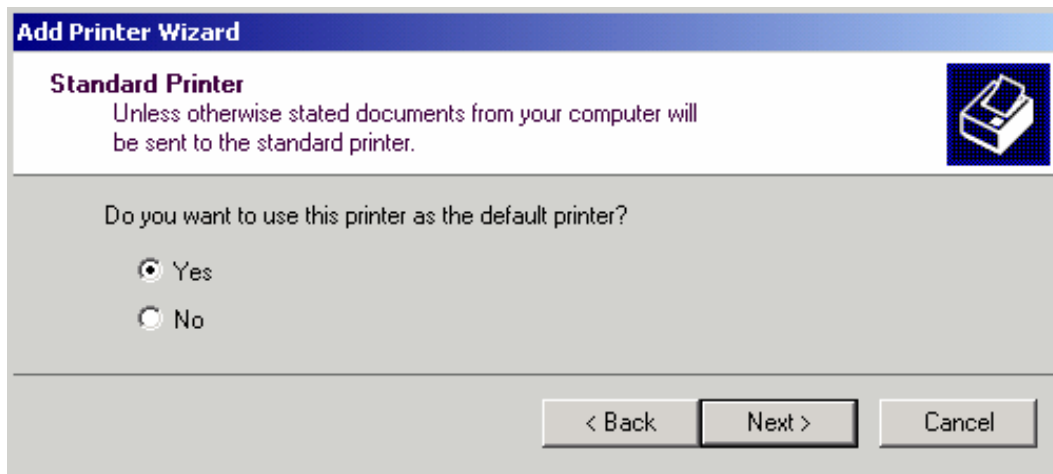 Add Printer Wizard
Standard Printer
Unless otherwise stated documents from your computer will
be sent to the standard printer.
Do you want to use this printer as the default printer?
Yes
No
< Back
Next >
Cancel